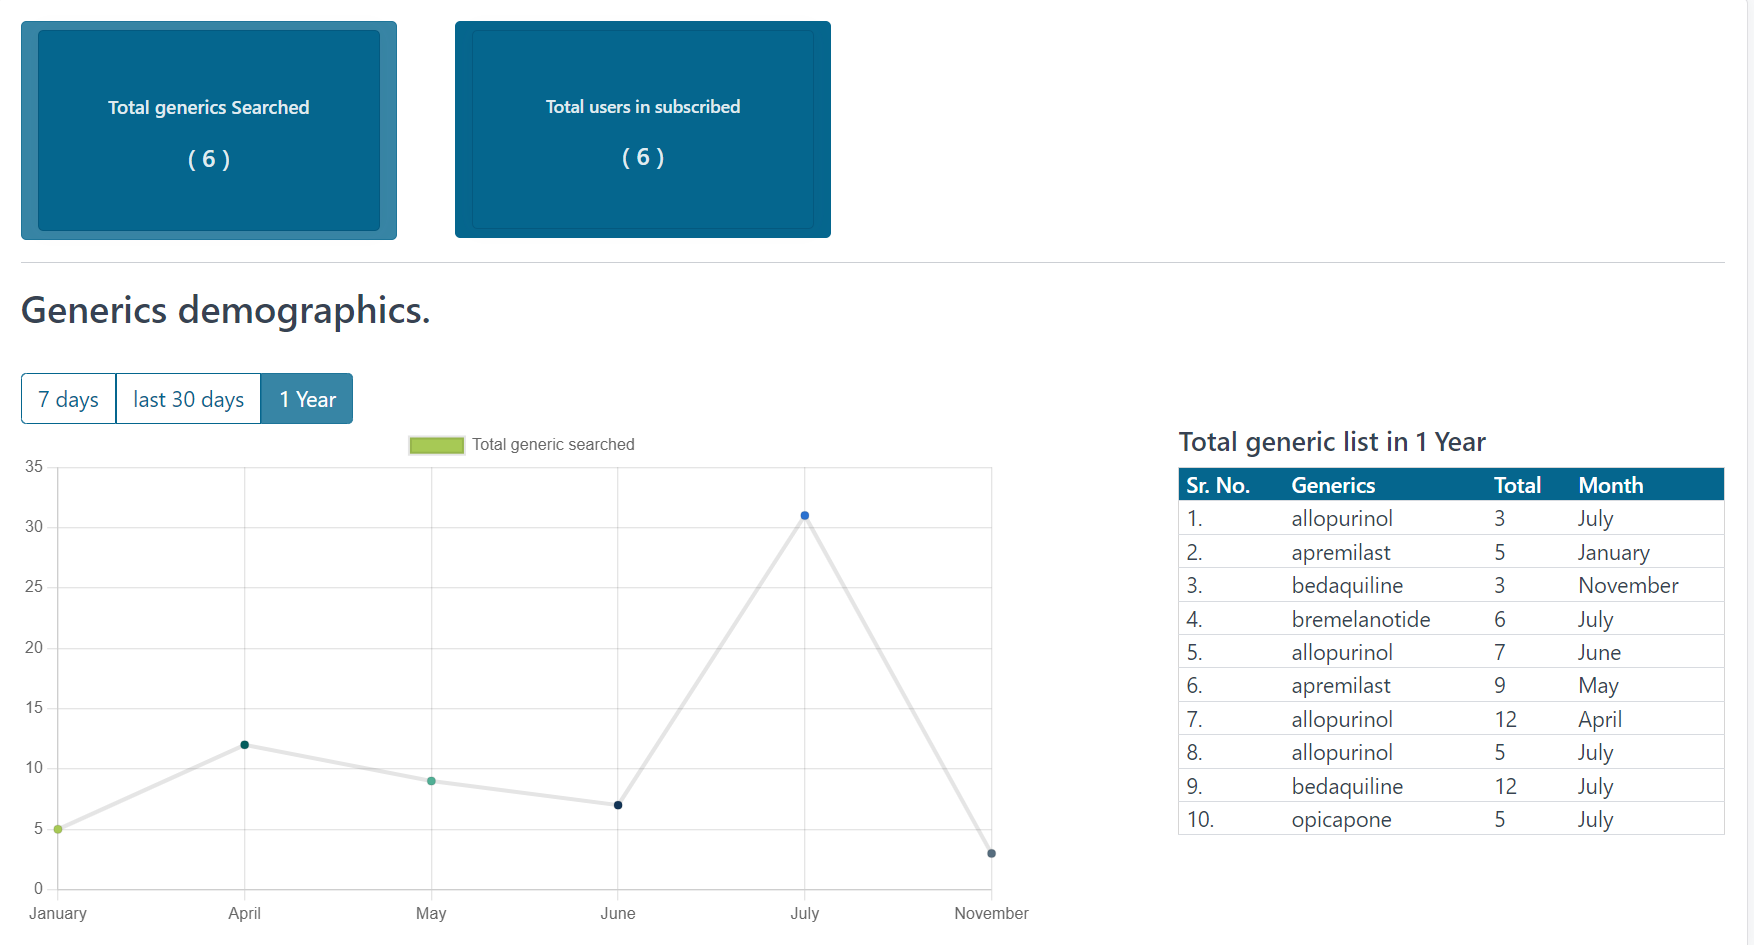 Total generics Searched
( 6 )
Total users in subscribed
( 6 )
Generics demographics.
7 days last 30 days 1 Year
Total generic searched
35
30
25
20
15
10
5
0
January April May June July November
Total generic list in 1 Year
Sr. No. Generics Total Month
1. allopurinol 3 July
2. apremilast 5 January
3. bedaquiline 3 November
4. bremelanotide 6 July
5. allopurinol 7 June
6. apremilast 9 May
7. allopurinol 12 April
8. allopurinol 5 July
9. bedaquiline 12 July
10. opicapone 5 July